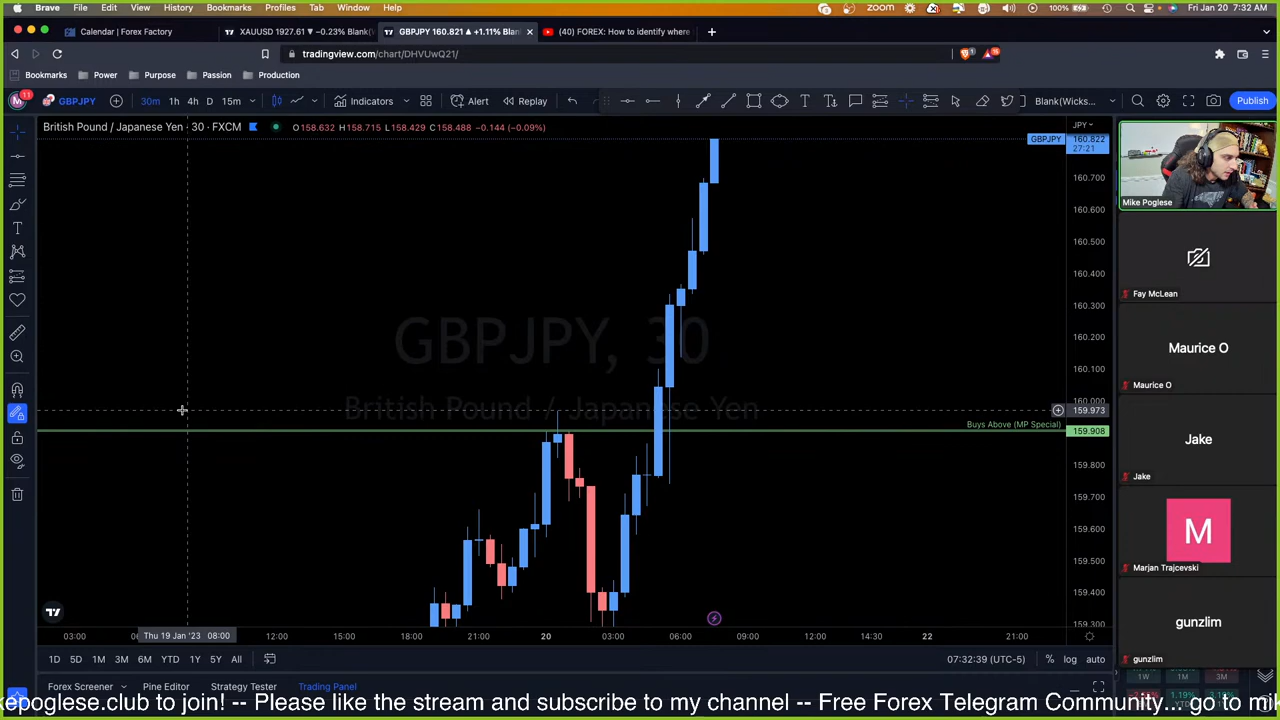 Brave File Edit View History Bookmarks Profiles Tab Window Help
zoom 100% Fri Jan 20 7:32 AM
Calendar | Forex Factory
XAUUSD 1927.61 ▼ −0.23% Blank(
GBPJPY 160.821 ▲ +1.11% Blan
(40) FOREX: How to identify where
tradingview.com/chart/DHVUwQ21/
Bookmarks Power Purpose Passion Production
M 11 GBPJPY 30m 1h 4h D 15m Indicators Alert Replay Blank(Wicks... Publish
British Pound / Japanese Yen · 30 · FXCM O158.632 H158.715 L158.429 C158.488 −0.144 (−0.09%)
JPY
GBPJPY 160.822
27:21
160.700
160.600
160.500
160.400
160.300
160.200
160.100
160.000
159.973
Buys Above (MP Special) 159.908
159.800
159.700
159.600
159.500
159.400
159.300
GBPJPY, 30
British Pound / Japanese Yen
03:00 Thu 19 Jan '23 08:00 12:00 15:00 18:00 21:00 20 03:00 06:00 09:00 12:00 14:30 22 21:00
1D 5D 1M 3M 6M YTD 1Y 5Y All 07:32:39 (UTC-5) % log auto
Forex Screener Pine Editor Strategy Tester Trading Panel
Mike Poglese
Fay McLean
Maurice O
Maurice O
Jake
Jake
M
Marjan Trajcevski
gunzlim
gunzlim
1W 1M
1.19%
kepoglese.club to join! -- Please like the stream and subscribe to my channel -- Free Forex Telegram Community... go to mi